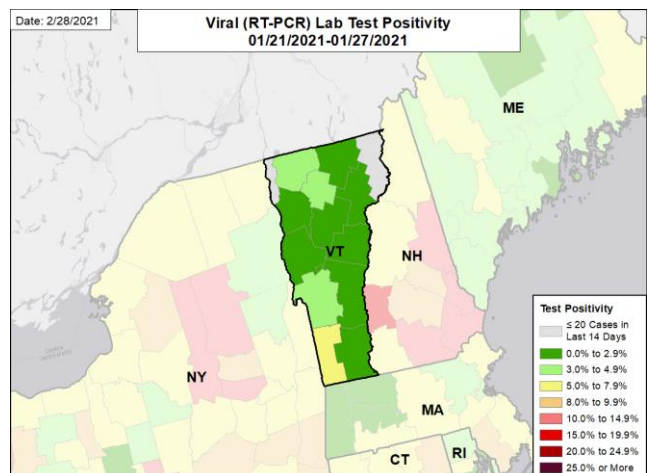 Date: 2/28/2021
Viral (RT-PCR) Lab Test Positivity
01/21/2021-01/27/2021
ME
VT
NH
NY
MA
CT
RI
Test Positivity
≤ 20 Cases in
Last 14 Days
0.0% to 2.9%
3.0% to 4.9%
5.0% to 7.9%
8.0% to 9.9%
10.0% to 14.9%
15.0% to 19.9%
20.0% to 24.9%
25.0% or More